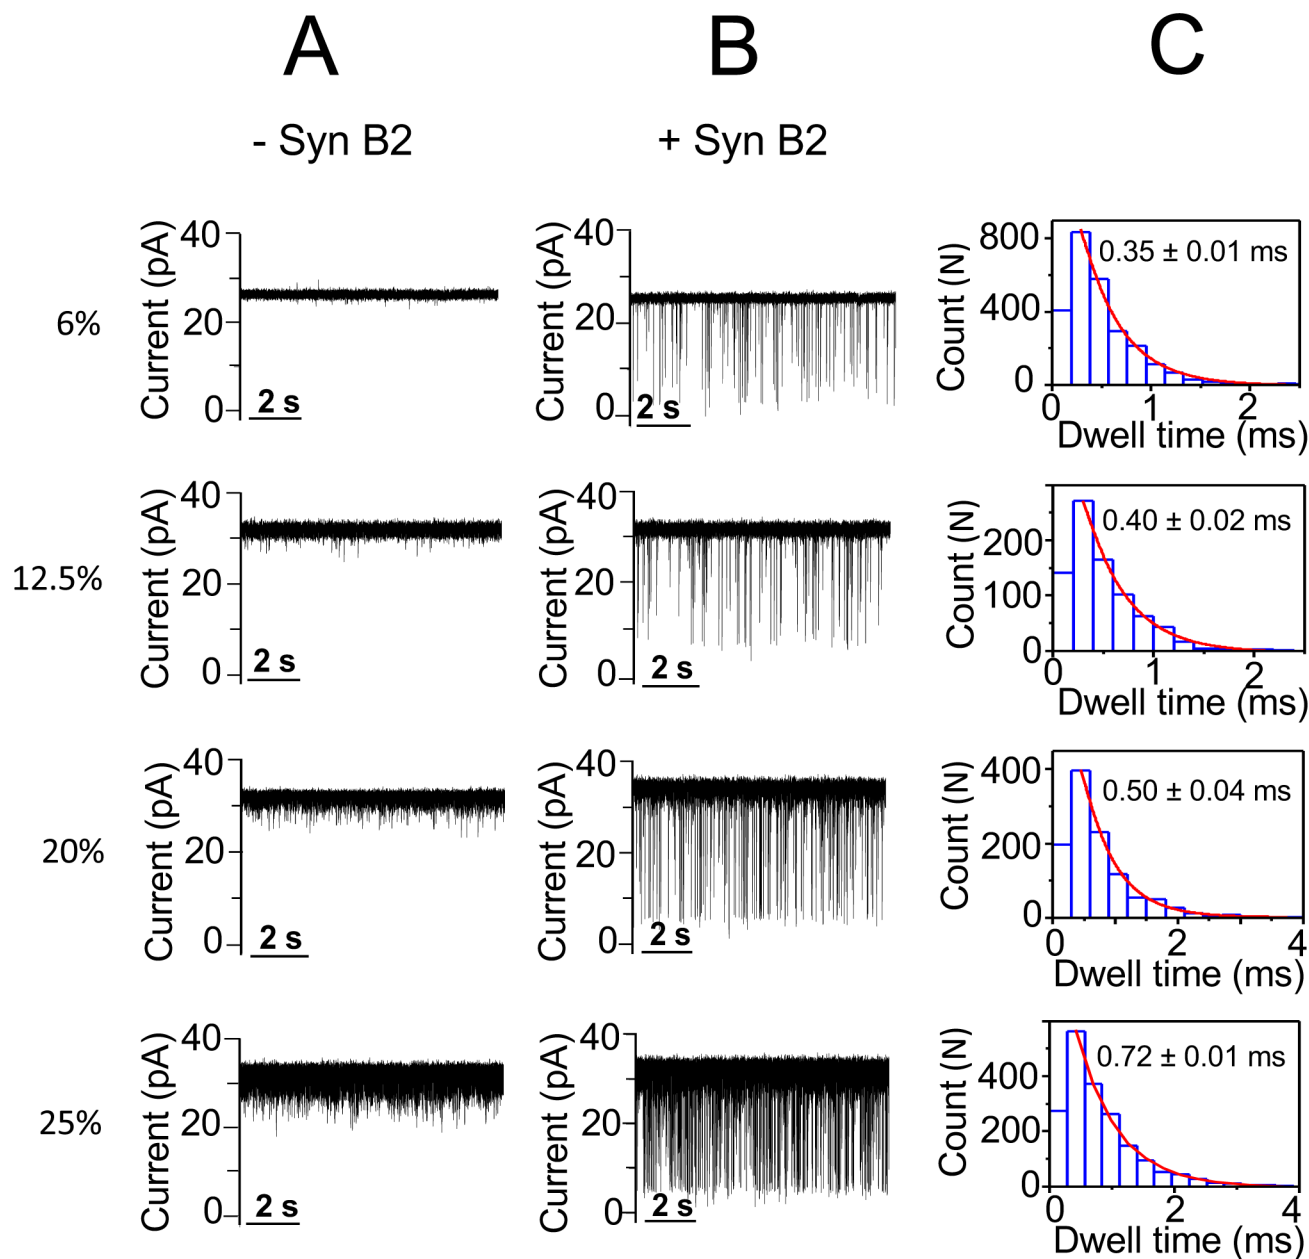 A B C
- Syn B2 + Syn B2
6%
Current (pA)
40
20
0
2 s
Current (pA)
40
20
0
2 s
Count (N)
800
400
0
0.35 ± 0.01 ms
0 1 2
Dwell time (ms)
12.5%
Current (pA)
40
20
0
2 s
Current (pA)
40
20
0
2 s
Count (N)
200
100
0
0.40 ± 0.02 ms
0 1 2
Dwell time (ms)
20%
Current (pA)
40
20
0
2 s
Current (pA)
40
20
0
2 s
Count (N)
400
200
0
0.50 ± 0.04 ms
0 2 4
Dwell time (ms)
25%
Current (pA)
40
20
0
2 s
Current (pA)
40
20
0
2 s
Count (N)
400
200
0
0.72 ± 0.01 ms
0 2 4
Dwell time (ms)